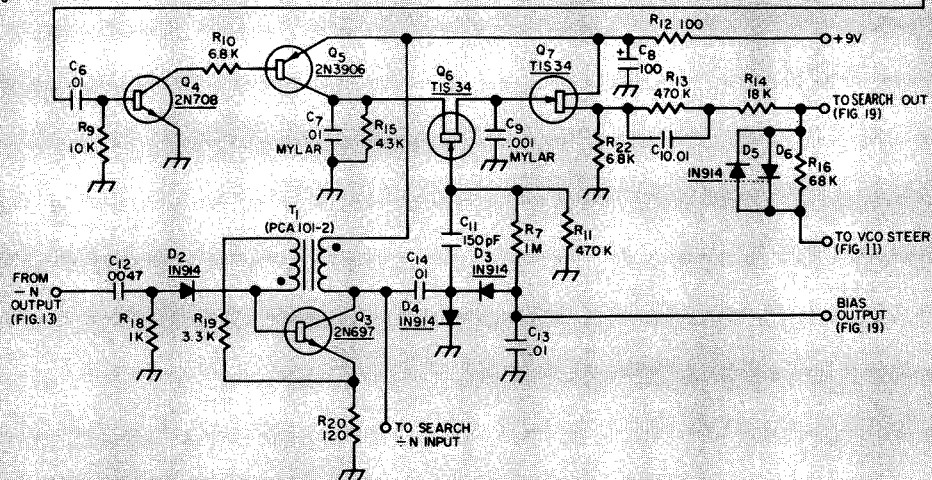 R12 100
+9V
R10
6.8K
Q5
2N3906
Q7
TIS 34
C8
100
+
R13
470 K
R14
18 K
C6
.01
Q4
2N708
Q6
TIS 34
TO SEARCH OUT
(FIG 19)
R9
10 K
C7
.01
MYLAR
R15
4.3K
C9
.001
MYLAR
R22
6.8K
C10 .01
D5
D6
1N914
R16
68K
T1
(PCA 101-2)
C11
150 pF
R7
1M
R11
470 K
TO VCO STEER
(FIG. 11)
FROM
÷N
OUTPUT
(FIG. 13)
C12
.0047
D2
1N914
C14
.01
D3
1N914
BIAS
OUTPUT
(FIG. 19)
R18
1K
R19
3.3 K
Q3
2N697
D4
1N914
C13
.01
R20
120
TO SEARCH
÷N INPUT